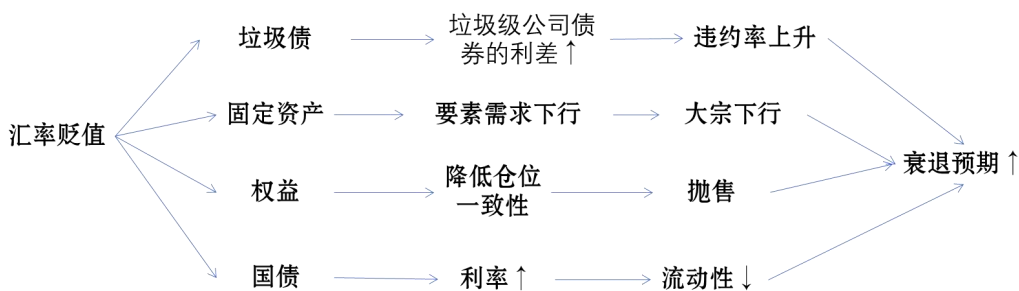 垃圾债
垃圾级公司债
券的利差↑
违约率上升
固定资产
要素需求下行
大宗下行
汇率贬值
衰退预期↑
权益
降低仓位
一致性
抛售
国债
利率↑
流动性↓